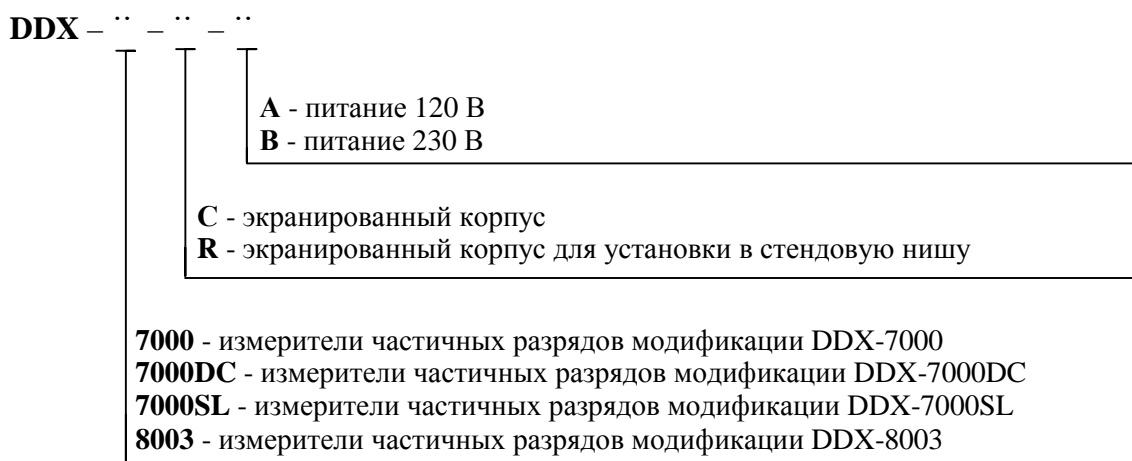 DDX – ¨ – ¨ – ¨
A - питание 120 В
B - питание 230 В
C - экранированный корпус
R - экранированный корпус для установки в стендовую нишу
7000 - измерители частичных разрядов модификации DDX-7000
7000DC - измерители частичных разрядов модификации DDX-7000DC
7000SL - измерители частичных разрядов модификации DDX-7000SL
8003 - измерители частичных разрядов модификации DDX-8003